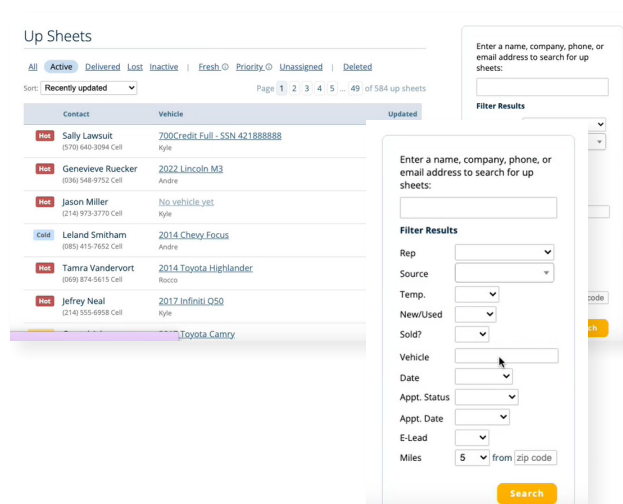 Up Sheets
All Active Delivered Lost Inactive | Fresh Priority Unassigned | Deleted
Sort: Recently updated Page 1 2 3 4 5 ... 49 of 584 up sheets
Contact Vehicle Updated
Hot Sally Lawsuit 700Credit Full - SSN 421888888
(570) 640-3094 Cell Kyle
Hot Genevieve Ruecker 2022 Lincoln M3
(036) 548-9752 Cell Andre
Hot Jason Miller No vehicle yet
(214) 973-3770 Cell Kyle
Cold Leland Smitham 2014 Chevy Focus
(085) 415-7652 Cell Andre
Hot Tamra Vandervort 2014 Toyota Highlander
(069) 874-5615 Cell Rocco
Hot Jefrey Neal 2017 Infiniti Q50
(214) 555-6958 Cell Kyle
Toyota Camry
Enter a name, company, phone, or
email address to search for up
sheets:
Filter Results
code
Enter a name, company, phone, or
email address to search for up
sheets:
Filter Results
Rep
Source
Temp.
New/Used
Sold?
Vehicle
Date
Appt. Status
Appt. Date
E-Lead
Miles 5 from zip code
Search